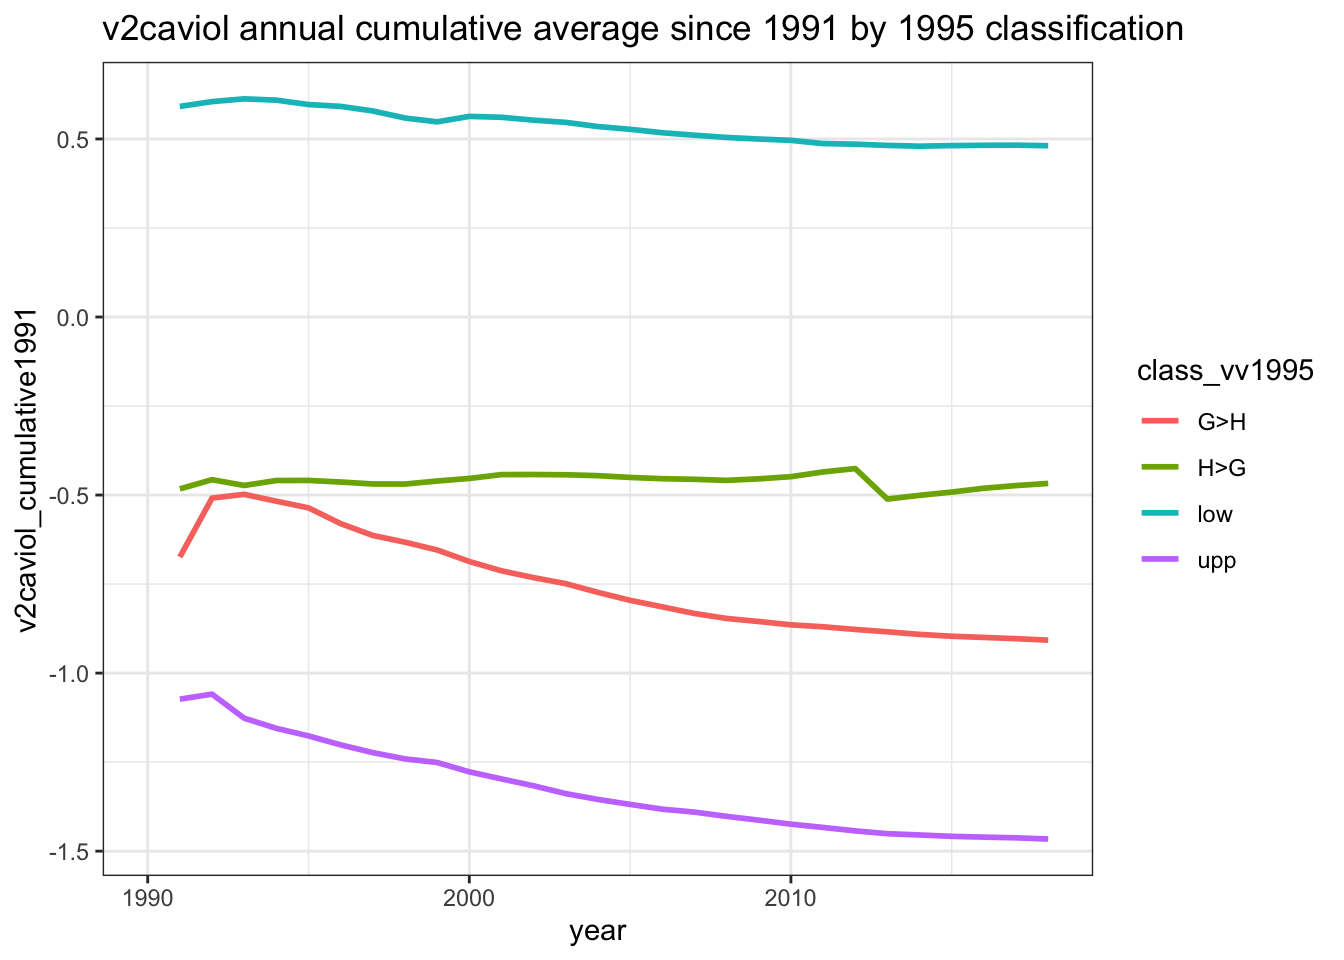 v2caviol annual cumulative average since 1991 by 1995 classification
v2caviol_cumulative1991
0.5
0.0
-0.5
-1.0
-1.5
1990
2000
2010
year
class_vv1995
G>H
H>G
low
upp